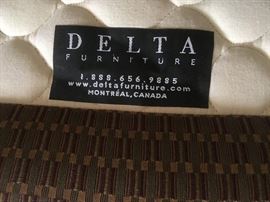 DELTA
FURNITURE
1.888.656.9885
www.deltafurniture.com
MONTRÉAL, CANADA